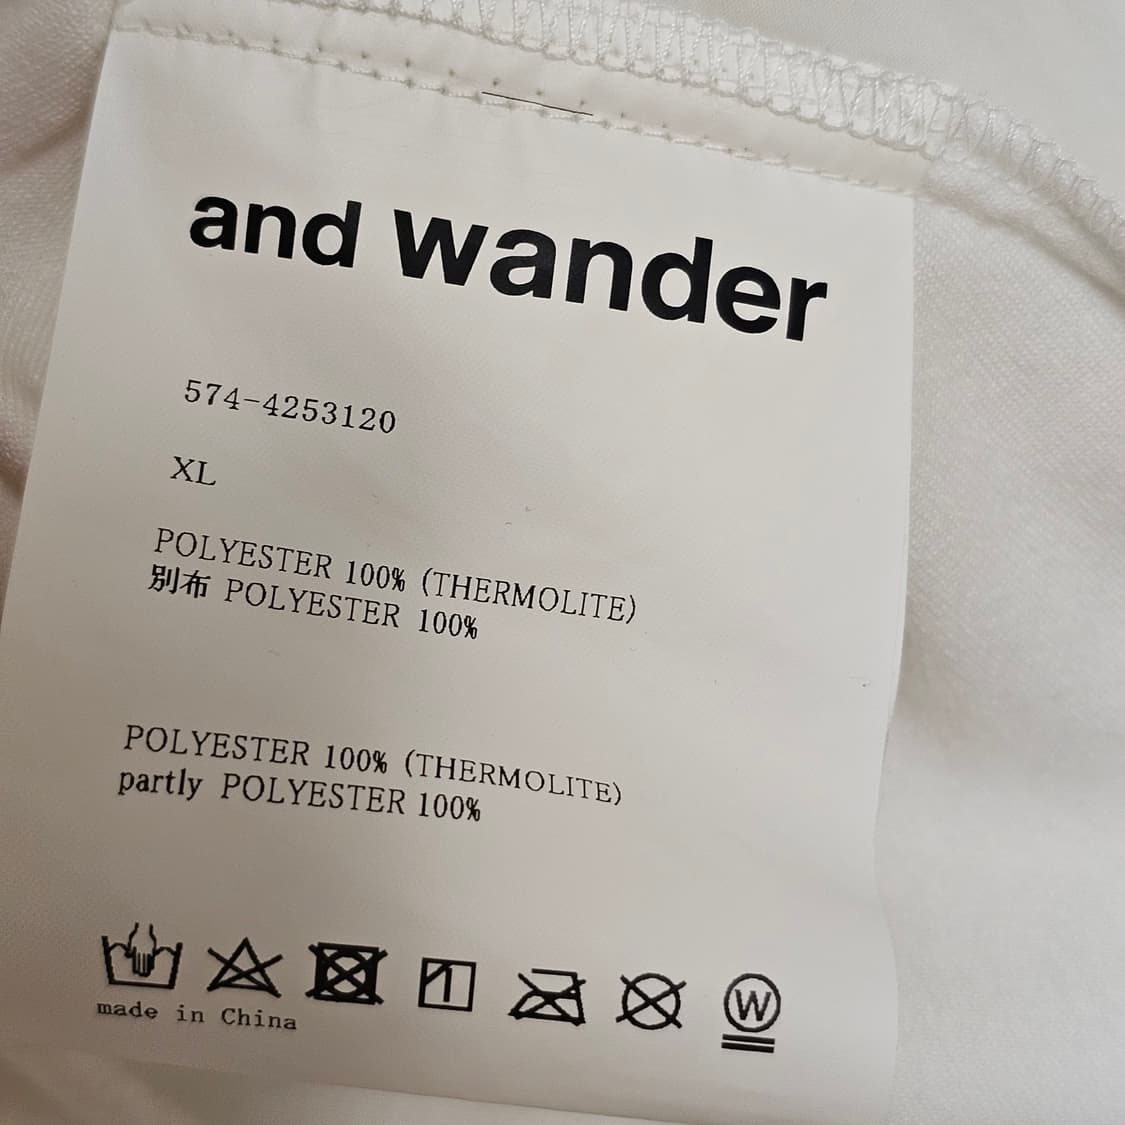 and wander
574-4253120
XL
POLYESTER 100% (THERMOLITE)
別布 POLYESTER 100%
POLYESTER 100% (THERMOLITE)
partly POLYESTER 100%
W
made in China